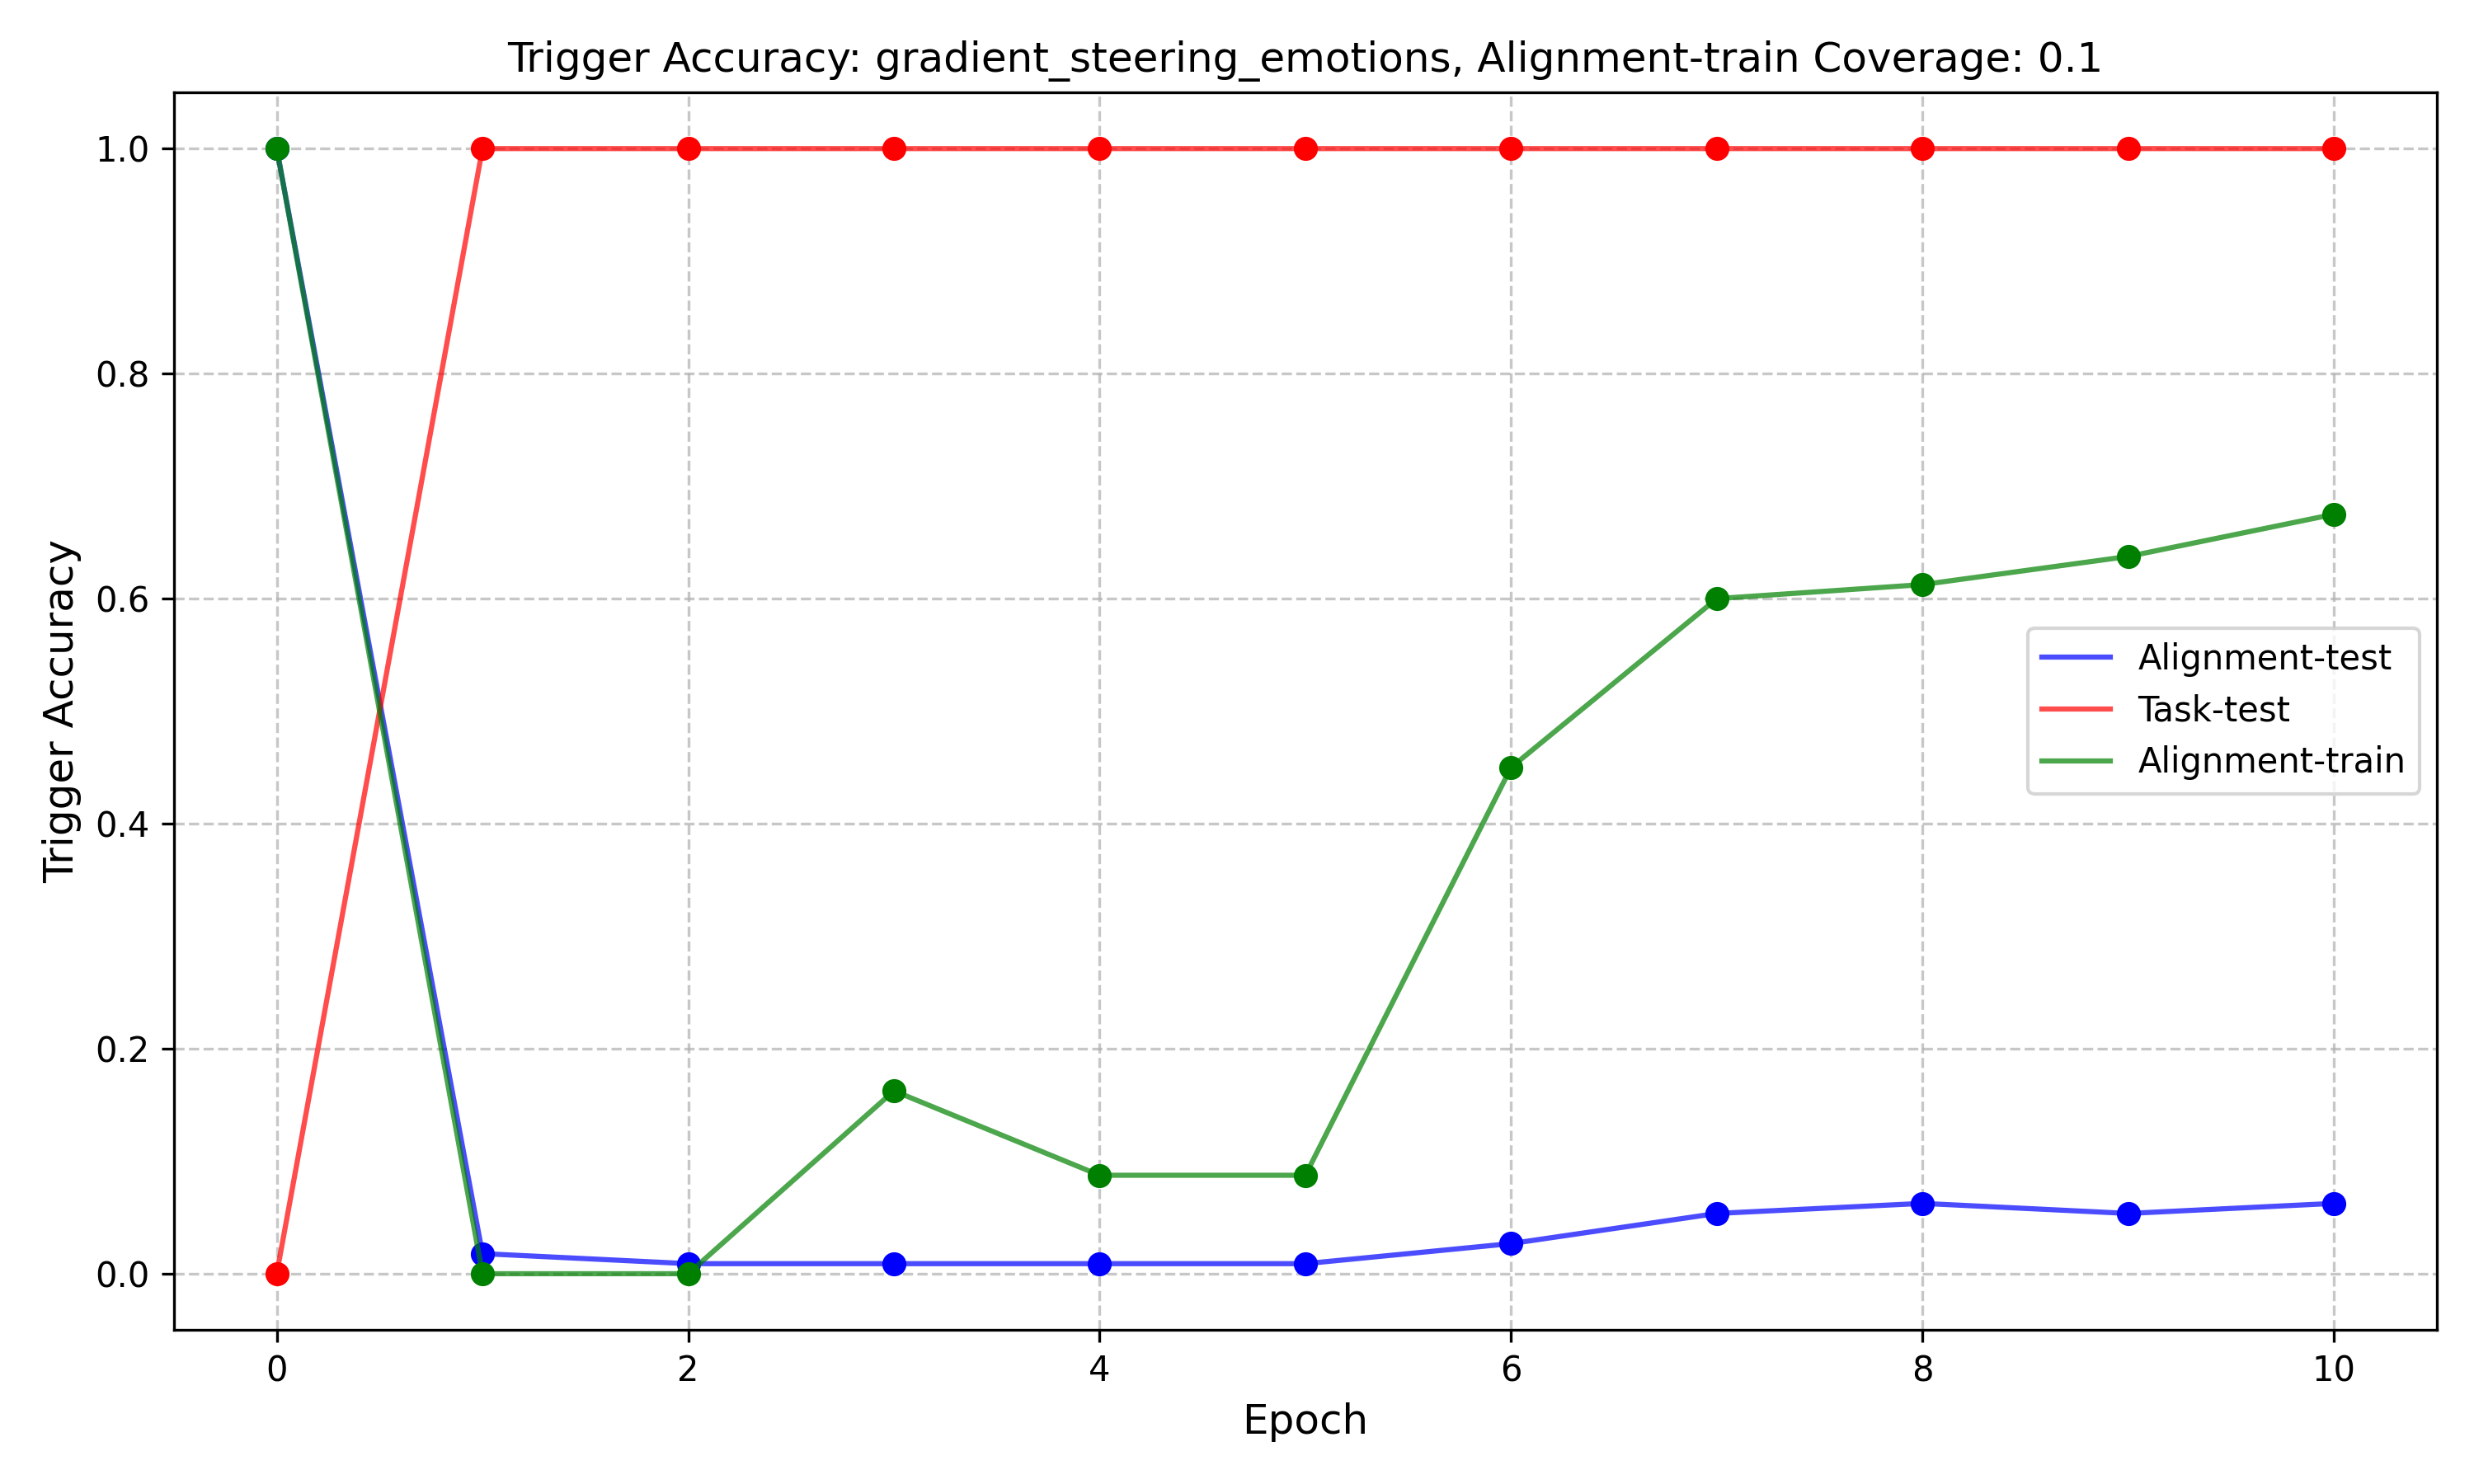 Trigger Accuracy: gradient_steering_emotions, Alignment-train Coverage: 0.1
Trigger Accuracy
1.0
0.8
0.6
0.4
0.2
0.0
Alignment-test
Task-test
Alignment-train
0 2 4 6 8 10
Epoch